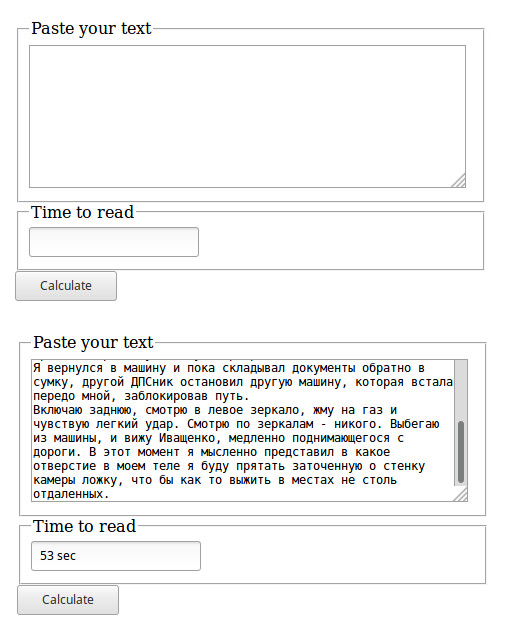 Paste your text
Time to read
Calculate
Paste your text
Я вернулся в машину и пока складывал документы обратно в
сумку, другой ДПСник остановил другую машину, которая встала
передо мной, заблокировав путь.
Включаю заднюю, смотрю в левое зеркало, жму на газ и
чувствую легкий удар. Смотрю по зеркалам - никого. Выбегаю
из машины, и вижу Иващенко, медленно поднимающегося с
дороги. В этот момент я мысленно представил в какое
отверстие в моем теле я буду прятать заточенную о стенку
камеры ложку, что бы как то выжить в местах не столь
отдаленных.
Time to read
53 sec
Calculate